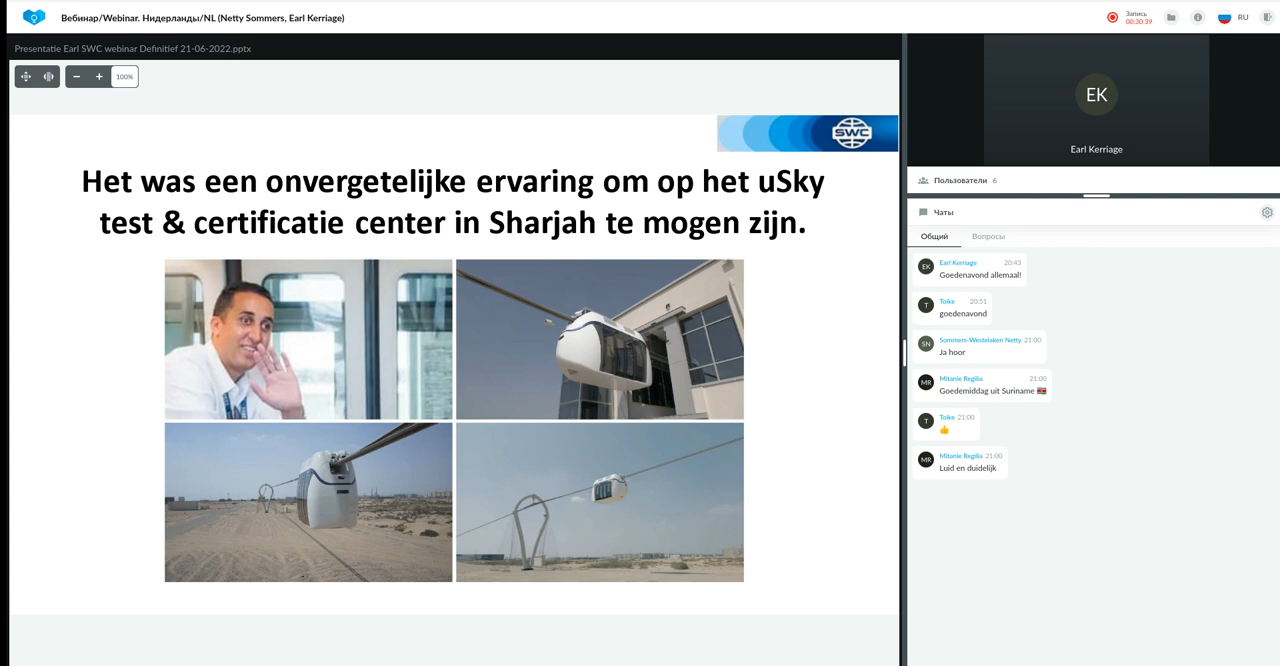 Вебинар/Webinar. Нидерланды/NL (Netty Sommers, Earl Kerriage)
Запись
00:30:39
RU
Presentatie Earl SWC webinar Definitief 21-06-2022.pptx
100%
SWC
Het was een onvergetelijke ervaring om op het uSky
test & certificatie center in Sharjah te mogen zijn.
EK
Earl Kerriage
Пользователи 6
Чаты
Общий Вопросы
EK Earl Kerriage 20:43
Goedenavond allemaal!
T Toike 20:51
goedenavond
SN Sommers-Westelaken Netty 21:00
Ja hoor
MR Mitanie Regilia 21:00
Goedemiddag uit Suriname 🇸🇷
T Toike 21:00
👍
MR Mitanie Regilia 21:00
Luid en duidelijk